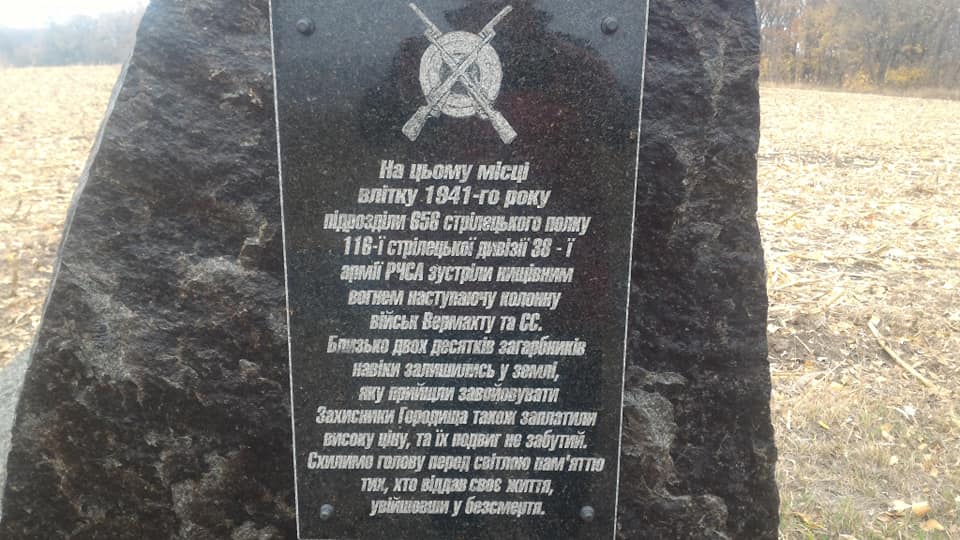 На цьому місці
влітку 1941-го року
підрозділи 656 стрілецького полку
116-ї стрілецької дивізії 38 - ї
армії РЧСА зустріли кищівним
вогнем наступаючу колонну
військ Вермахту та СС.
Близько двох десятків загарбників
навіки залишились у землі,
яку прийшли завойовувати
Захисники Городища також заплатили
високу ціну, та їх подвиг не забутий.
Схилимо голову перед світлою пам'яттю
тих, хто віддав своє життя,
увійшовши у безсмертя.